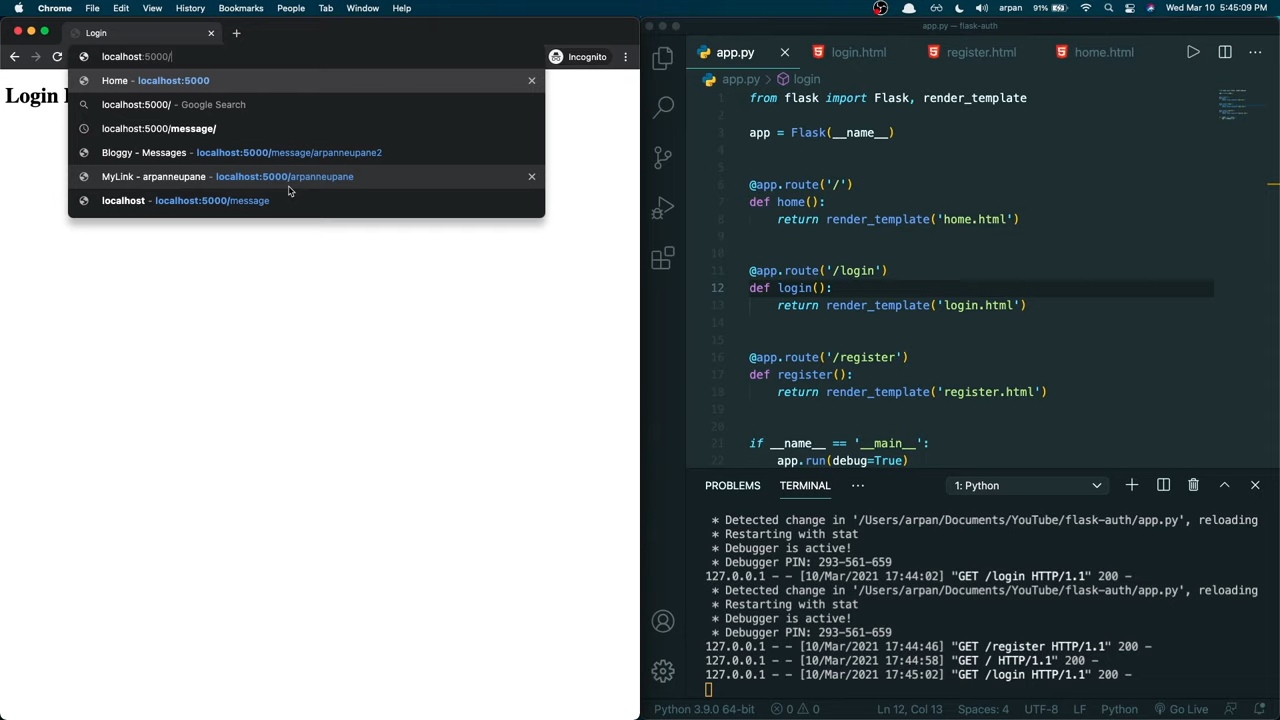 Chrome File Edit View History Bookmarks People Tab Window Help arpan 91% Wed Mar 10 5:45:09 PM
Login
localhost:5000/
Incognito
Home - localhost:5000
localhost:5000/ - Google Search
localhost:5000/message/
Bloggy - Messages - localhost:5000/message/arpanneupane2
MyLink - arpanneupane - localhost:5000/arpanneupane
localhost - localhost:5000/message
Login
app.py — flask-auth
app.py login.html register.html home.html
app.py > login
1 from flask import Flask, render_template
2
3 app = Flask(__name__)
4
5
6 @app.route('/')
7 def home():
8 return render_template('home.html')
9
10
11 @app.route('/login')
12 def login():
13 return render_template('login.html')
14
15
16 @app.route('/register')
17 def register():
18 return render_template('register.html')
19
20
21 if __name__ == '__main__':
22 app.run(debug=True)
PROBLEMS TERMINAL ··· 1: Python
* Detected change in '/Users/arpan/Documents/YouTube/flask-auth/app.py', reloading
* Restarting with stat
* Debugger is active!
* Debugger PIN: 293-561-659
127.0.0.1 - - [10/Mar/2021 17:44:02] "GET /login HTTP/1.1" 200 -
* Detected change in '/Users/arpan/Documents/YouTube/flask-auth/app.py', reloading
* Restarting with stat
* Debugger is active!
* Debugger PIN: 293-561-659
127.0.0.1 - - [10/Mar/2021 17:44:46] "GET /register HTTP/1.1" 200 -
127.0.0.1 - - [10/Mar/2021 17:44:58] "GET / HTTP/1.1" 200 -
127.0.0.1 - - [10/Mar/2021 17:45:02] "GET /login HTTP/1.1" 200 -
Python 3.9.0 64-bit 0 0 Ln 12, Col 13 Spaces: 4 UTF-8 LF Python Go Live